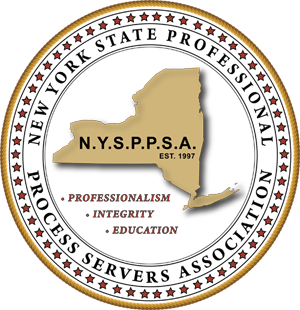 NEW YORK STATE PROFESSIONAL
N.Y.S.P.P.S.A.
EST. 1997
• PROFESSIONALISM
• INTEGRITY
• EDUCATION
PROCESS SERVERS ASSOCIATION